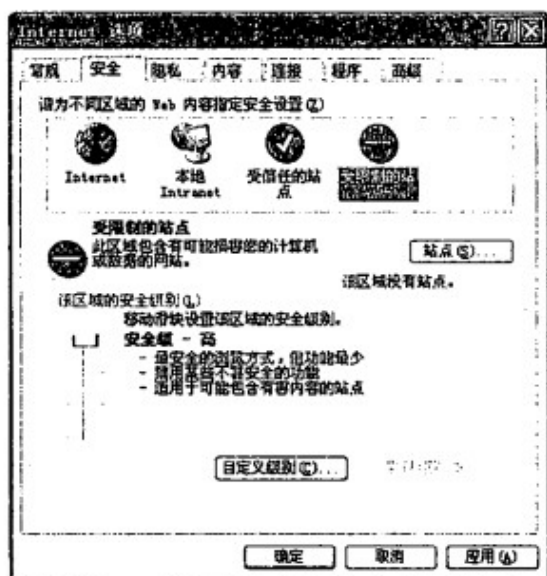 Internet 选项
常规 安全 隐私 内容 连接 程序 高级
请为不同区域的 Web 内容指定安全设置(Z)
Internet 本地 Intranet 受信任的站点 受限制的站点
受限制的站点
此区域包含可能损害您的计算机
或数据的网站。
站点(S)...
该区域没有站点。
该区域的安全级别(L)
移动滑块设置该区域的安全级别。
安全级 - 高
- 最安全的浏览方式，但功能最少
- 禁用某些不甚安全的功能
- 适用于可能包含有害内容的站点
自定义级别(C)...
确定 取消 应用(A)